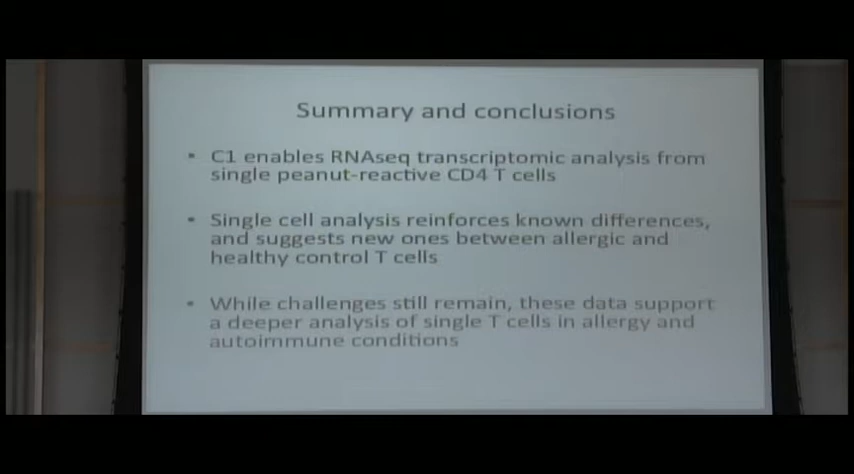 Summary and conclusions
• C1 enables RNAseq transcriptomic analysis from
single peanut-reactive CD4 T cells
• Single cell analysis reinforces known differences,
and suggests new ones between allergic and
healthy control T cells
• While challenges still remain, these data support
a deeper analysis of single T cells in allergy and
autoimmune conditions